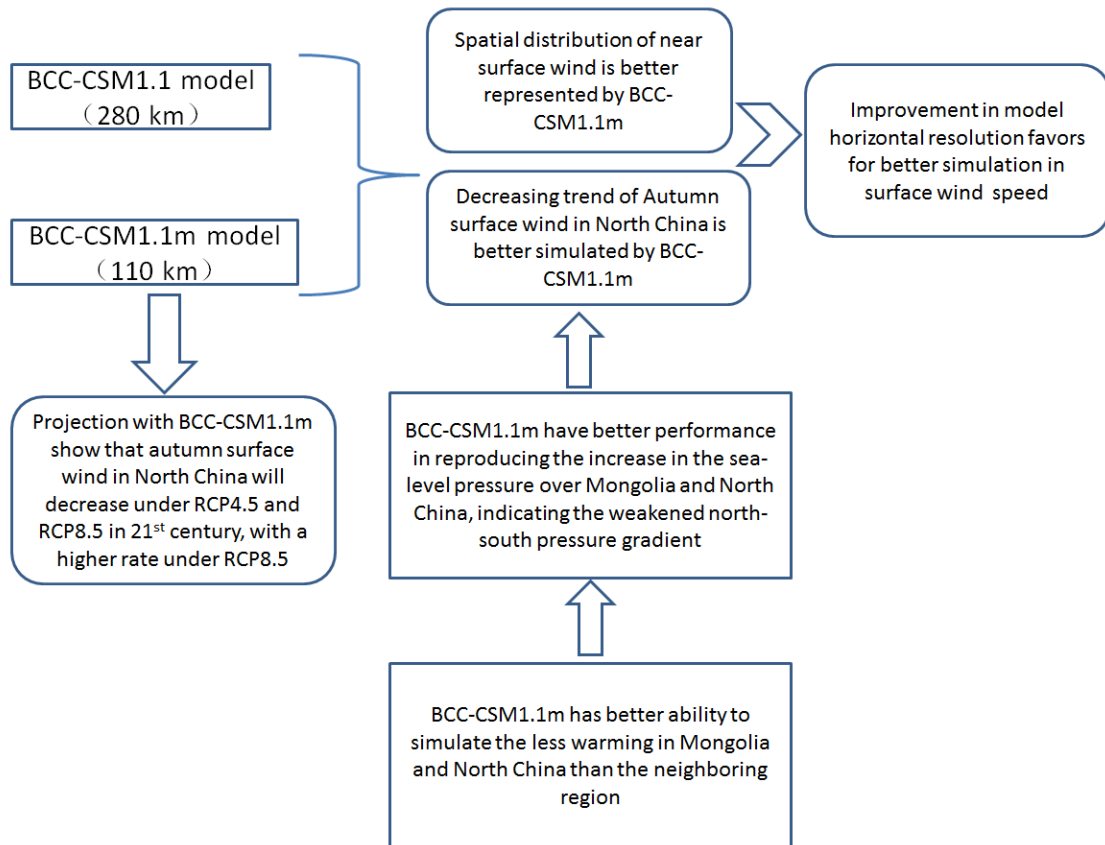 BCC-CSM1.1 model
（280 km）
BCC-CSM1.1m model
（110 km）
Spatial distribution of near
surface wind is better
represented by BCC-
CSM1.1m
Decreasing trend of Autumn
surface wind in North China is
better simulated by BCC-
CSM1.1m
Improvement in model
horizontal resolution favors
for better simulation in
surface wind speed
Projection with BCC-CSM1.1m
show that autumn surface
wind in North China will
decrease under RCP4.5 and
RCP8.5 in 21st century, with a
higher rate under RCP8.5
BCC-CSM1.1m have better performance
in reproducing the increase in the sea-
level pressure over Mongolia and North
China, indicating the weakened north-
south pressure gradient
BCC-CSM1.1m has better ability to
simulate the less warming in Mongolia
and North China than the neighboring
region